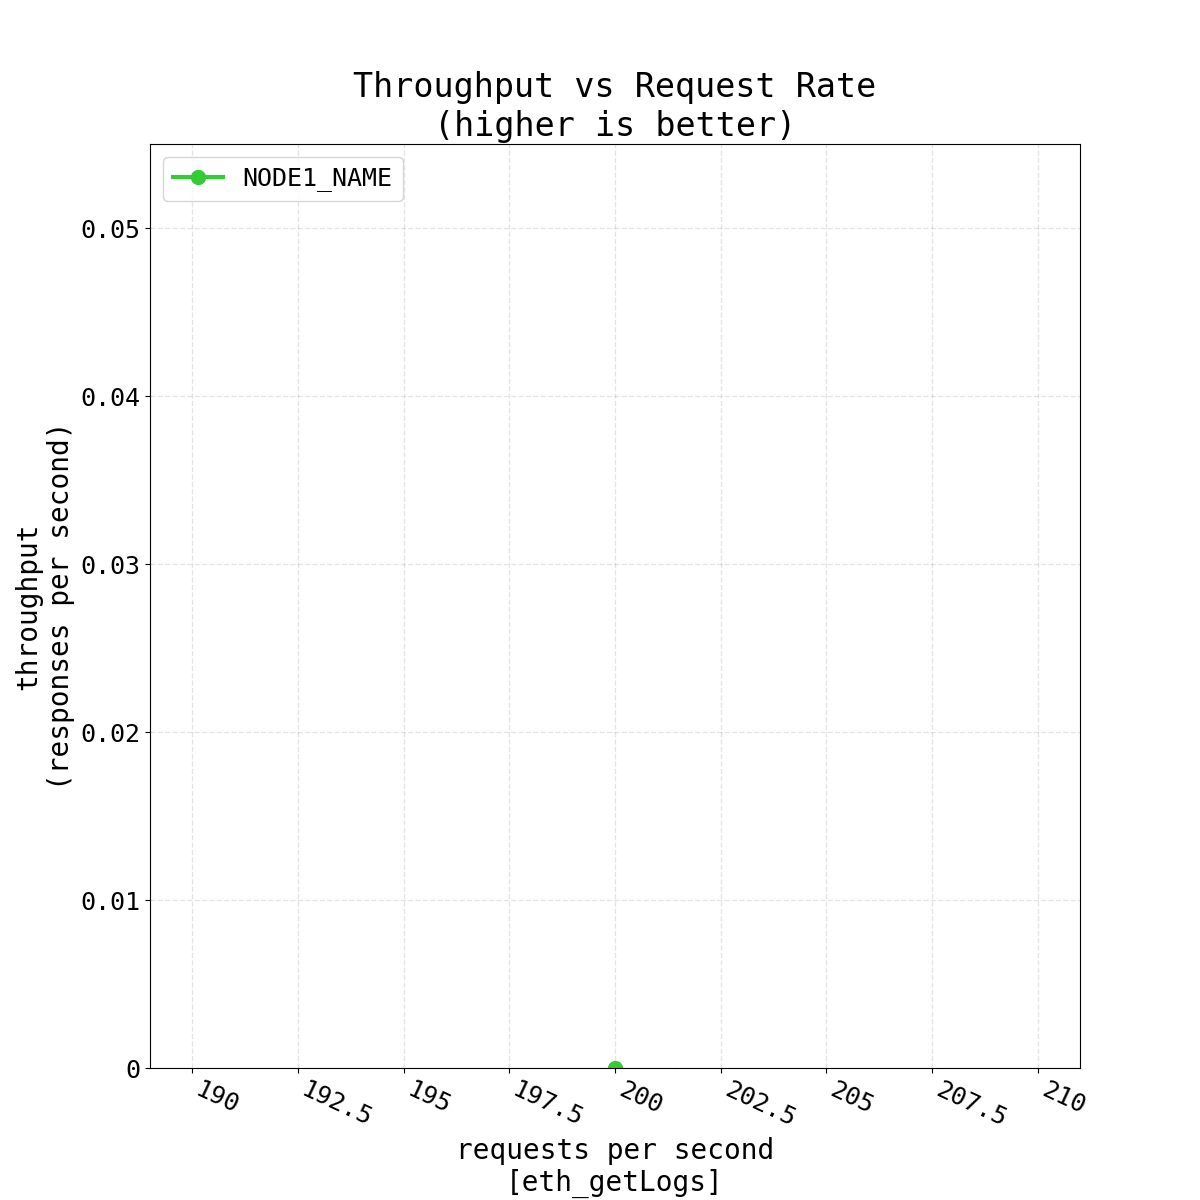 Throughput vs Request Rate
(higher is better)
NODE1_NAME
throughput
(responses per second)
0.05
0.04
0.03
0.02
0.01
0
190
192.5
195
197.5
200
202.5
205
207.5
210
requests per second
[eth_getLogs]